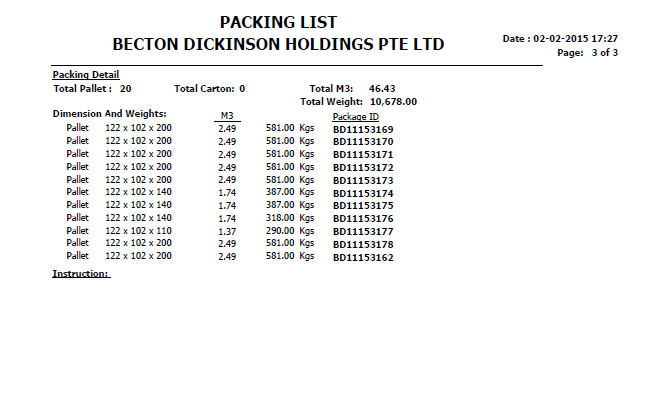 PACKING LIST
BECTON DICKINSON HOLDINGS PTE LTD
Date : 02-02-2015 17:27
Page: 3 of 3
Packing Detail
Total Pallet : 20 Total Carton: 0 Total M3: 46.43
Total Weight: 10,678.00
Dimension And Weights: M3 Package ID
Pallet 122 x 102 x 200 2.49 581.00 Kgs BD11153169
Pallet 122 x 102 x 200 2.49 581.00 Kgs BD11153170
Pallet 122 x 102 x 200 2.49 581.00 Kgs BD11153171
Pallet 122 x 102 x 200 2.49 581.00 Kgs BD11153172
Pallet 122 x 102 x 200 2.49 581.00 Kgs BD11153173
Pallet 122 x 102 x 140 1.74 387.00 Kgs BD11153174
Pallet 122 x 102 x 140 1.74 387.00 Kgs BD11153175
Pallet 122 x 102 x 140 1.74 318.00 Kgs BD11153176
Pallet 122 x 102 x 110 1.37 290.00 Kgs BD11153177
Pallet 122 x 102 x 200 2.49 581.00 Kgs BD11153178
Pallet 122 x 102 x 200 2.49 581.00 Kgs BD11153162
Instruction: